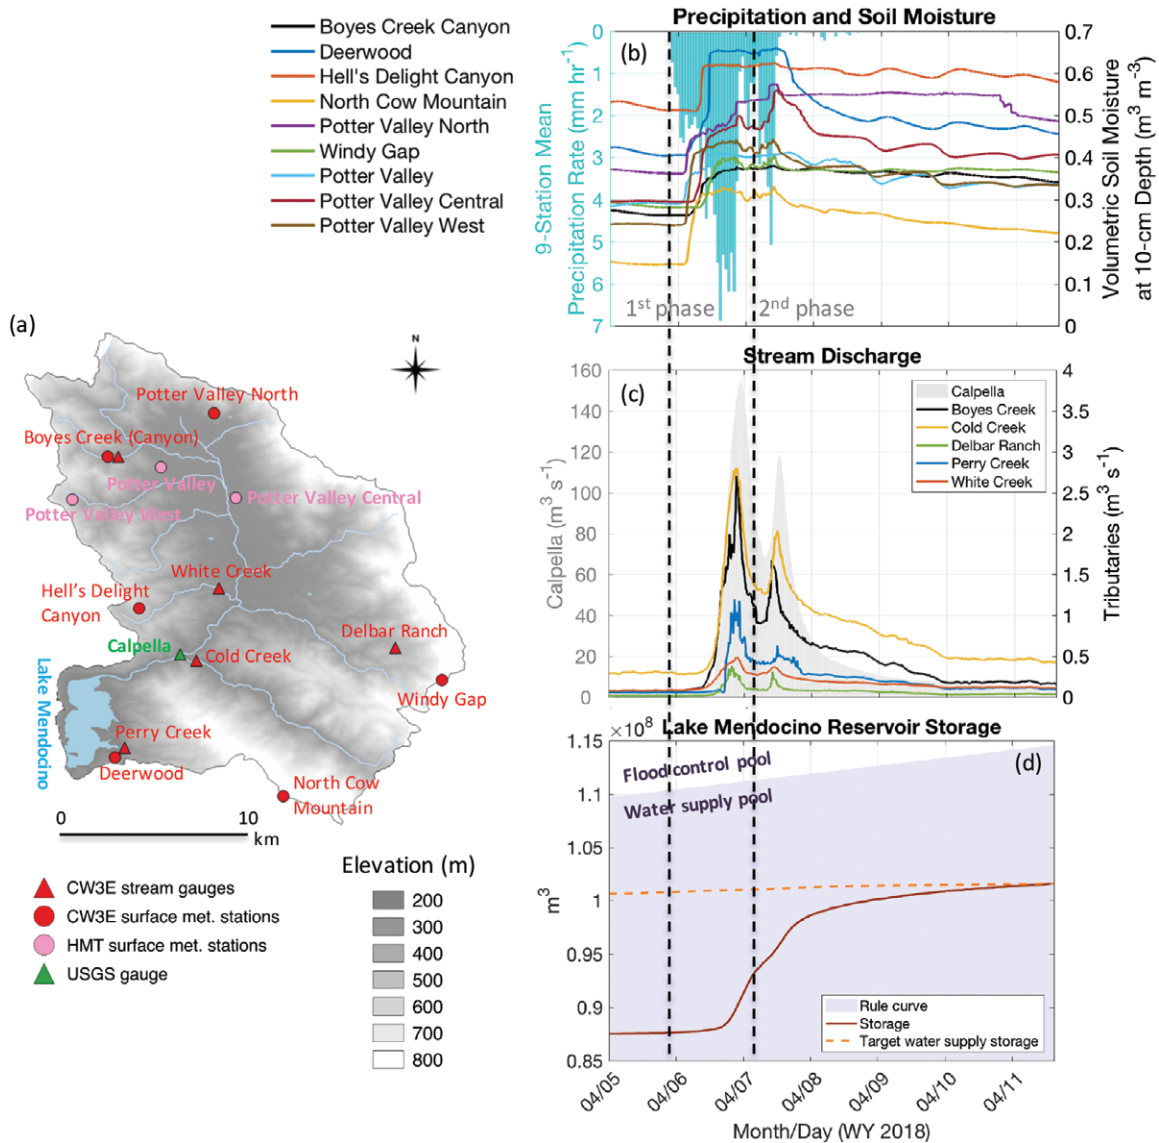 Boyes Creek Canyon
Deerwood
Hell's Delight Canyon
North Cow Mountain
Potter Valley North
Windy Gap
Potter Valley
Potter Valley Central
Potter Valley West
Precipitation and Soil Moisture
(b)
9-Station Mean
Precipitation Rate (mm hr⁻¹)
0
1
2
3
4
5
6
7
0.7
0.6
0.5
0.4
0.3
0.2
0.1
0
Volumetric Soil Moisture
at 10-cm Depth (m³ m⁻³)
1st phase
2nd phase
(a)
N
Potter Valley North
Boyes Creek (Canyon)
Potter Valley
Potter Valley Central
Potter Valley West
White Creek
Hell's Delight
Canyon
Calpella
Cold Creek
Delbar Ranch
Windy Gap
Lake Mendocino
Perry Creek
Deerwood
North Cow
Mountain
0
10
km
CW3E stream gauges
CW3E surface met. stations
HMT surface met. stations
USGS gauge
Elevation (m)
200
300
400
500
600
700
800
Stream Discharge
(c)
Calpella (m³ s⁻¹)
160
140
120
100
80
60
40
20
0
4
3.5
3
2.5
2
1.5
1
0.5
0
Tributaries (m³ s⁻¹)
Calpella
Boyes Creek
Cold Creek
Delbar Ranch
Perry Creek
White Creek
×10⁸
Lake Mendocino Reservoir Storage
(d)
Flood control pool
Water supply pool
m³
1.15
1.1
1.05
1
0.95
0.9
0.85
Rule curve
Storage
Target water supply storage
04/05
04/06
04/07
04/08
04/09
04/10
04/11
Month/Day (WY 2018)